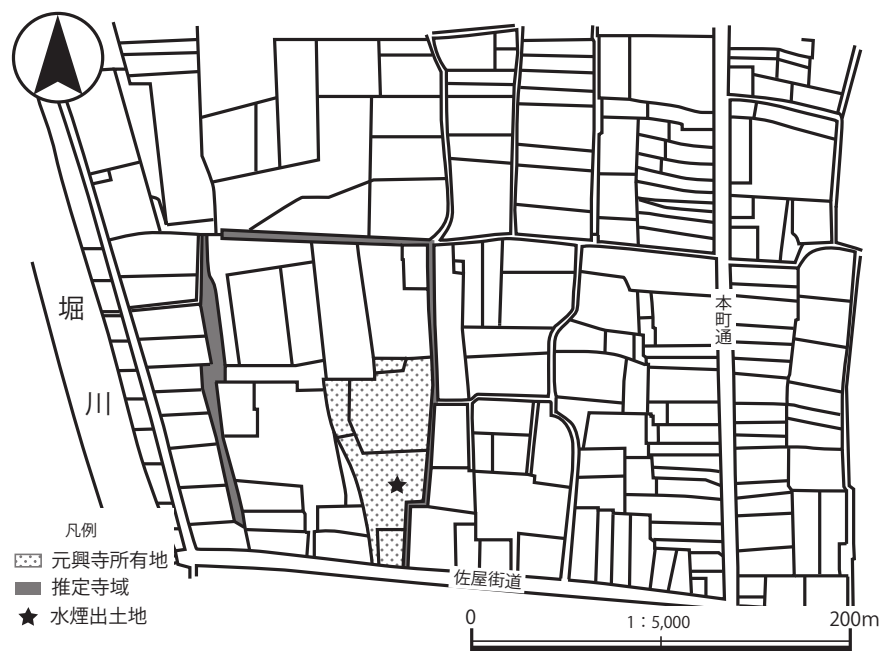 堀川
本町通
佐屋街道
凡例
元興寺所有地
推定寺域
水煙出土地
0
1：5,000
200m